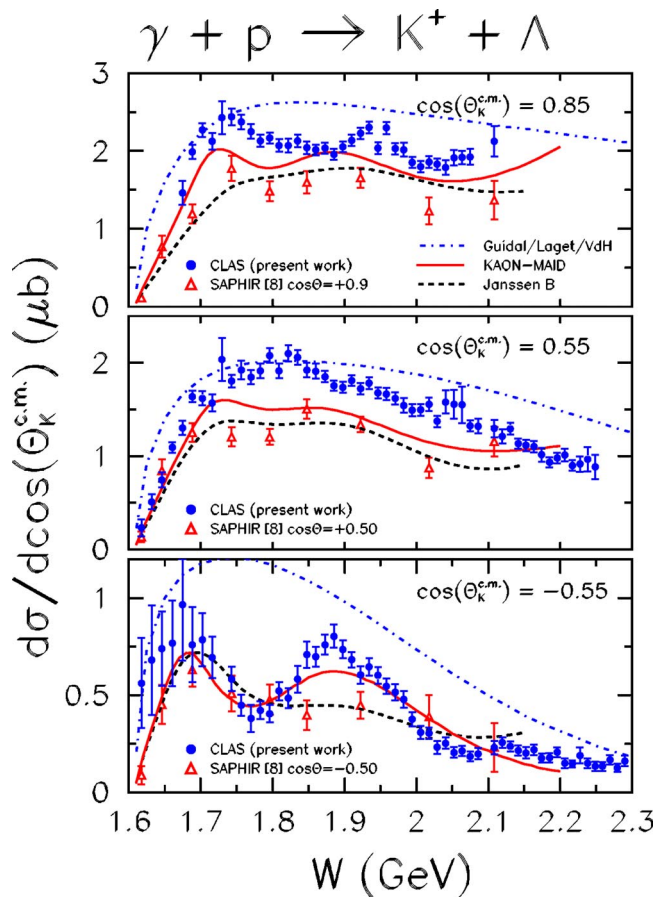 γ + p → K⁺ + Λ
3
cos(Θ_K^c.m.) = 0.85
2
Guidal/Laget/VdH
1
CLAS (present work)
KAON-MAID
SAPHIR [8] cosΘ=+0.9
Janssen B
0
cos(Θ_K^c.m.) = 0.55
2
1
CLAS (present work)
SAPHIR [8] cosΘ=+0.50
0
cos(Θ_K^c.m.) = -0.55
1
0.5
CLAS (present work)
SAPHIR [8] cosΘ=-0.50
0
1.6 1.7 1.8 1.9 2 2.1 2.2 2.3
W (GeV)
dσ/dcos(Θ_K^c.m.) (μb)